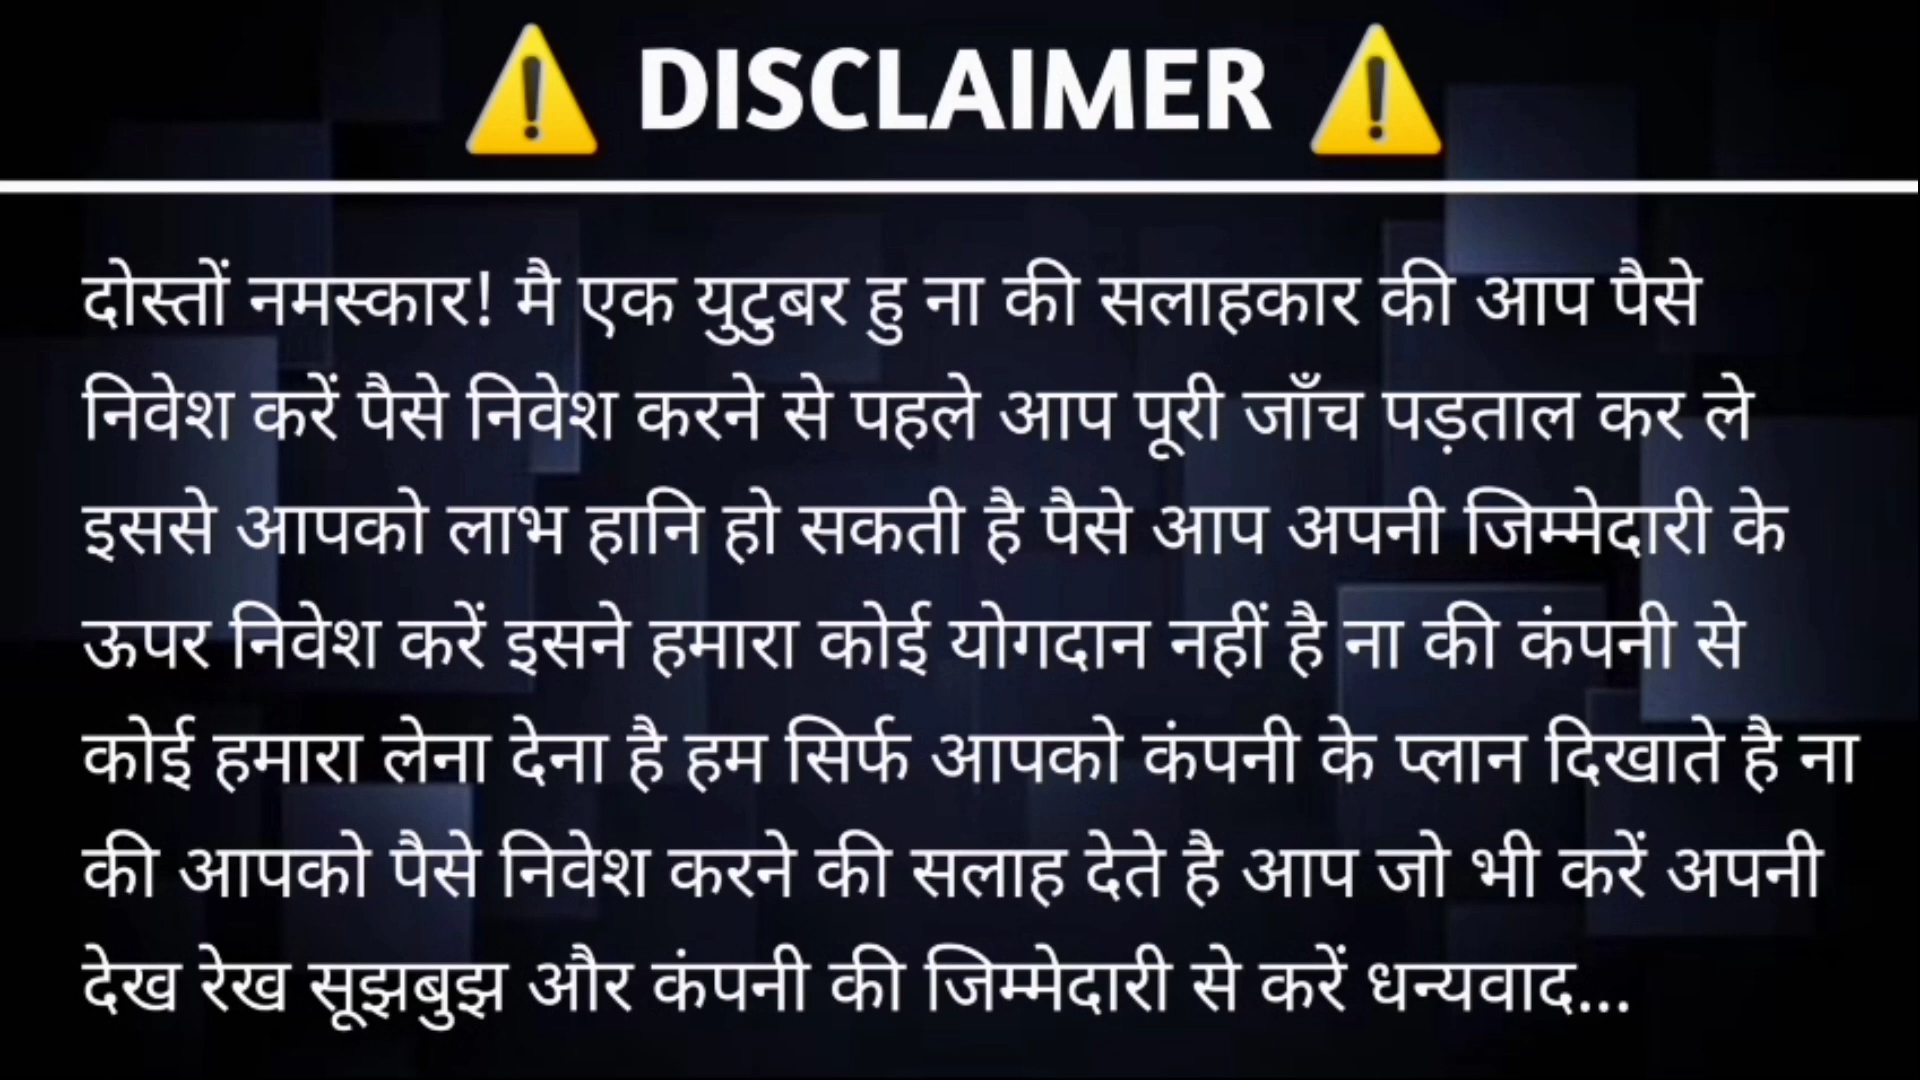 ⚠️ DISCLAIMER ⚠️
दोस्तों नमस्कार! मै एक युटुबर हु ना की सलाहकार की आप पैसे
निवेश करें पैसे निवेश करने से पहले आप पूरी जाँच पड़ताल कर ले
इससे आपको लाभ हानि हो सकती है पैसे आप अपनी जिम्मेदारी के
ऊपर निवेश करें इसने हमारा कोई योगदान नहीं है ना की कंपनी से
कोई हमारा लेना देना है हम सिर्फ आपको कंपनी के प्लान दिखाते है ना
की आपको पैसे निवेश करने की सलाह देते है आप जो भी करें अपनी
देख रेख सूझबुझ और कंपनी की जिम्मेदारी से करें धन्यवाद...